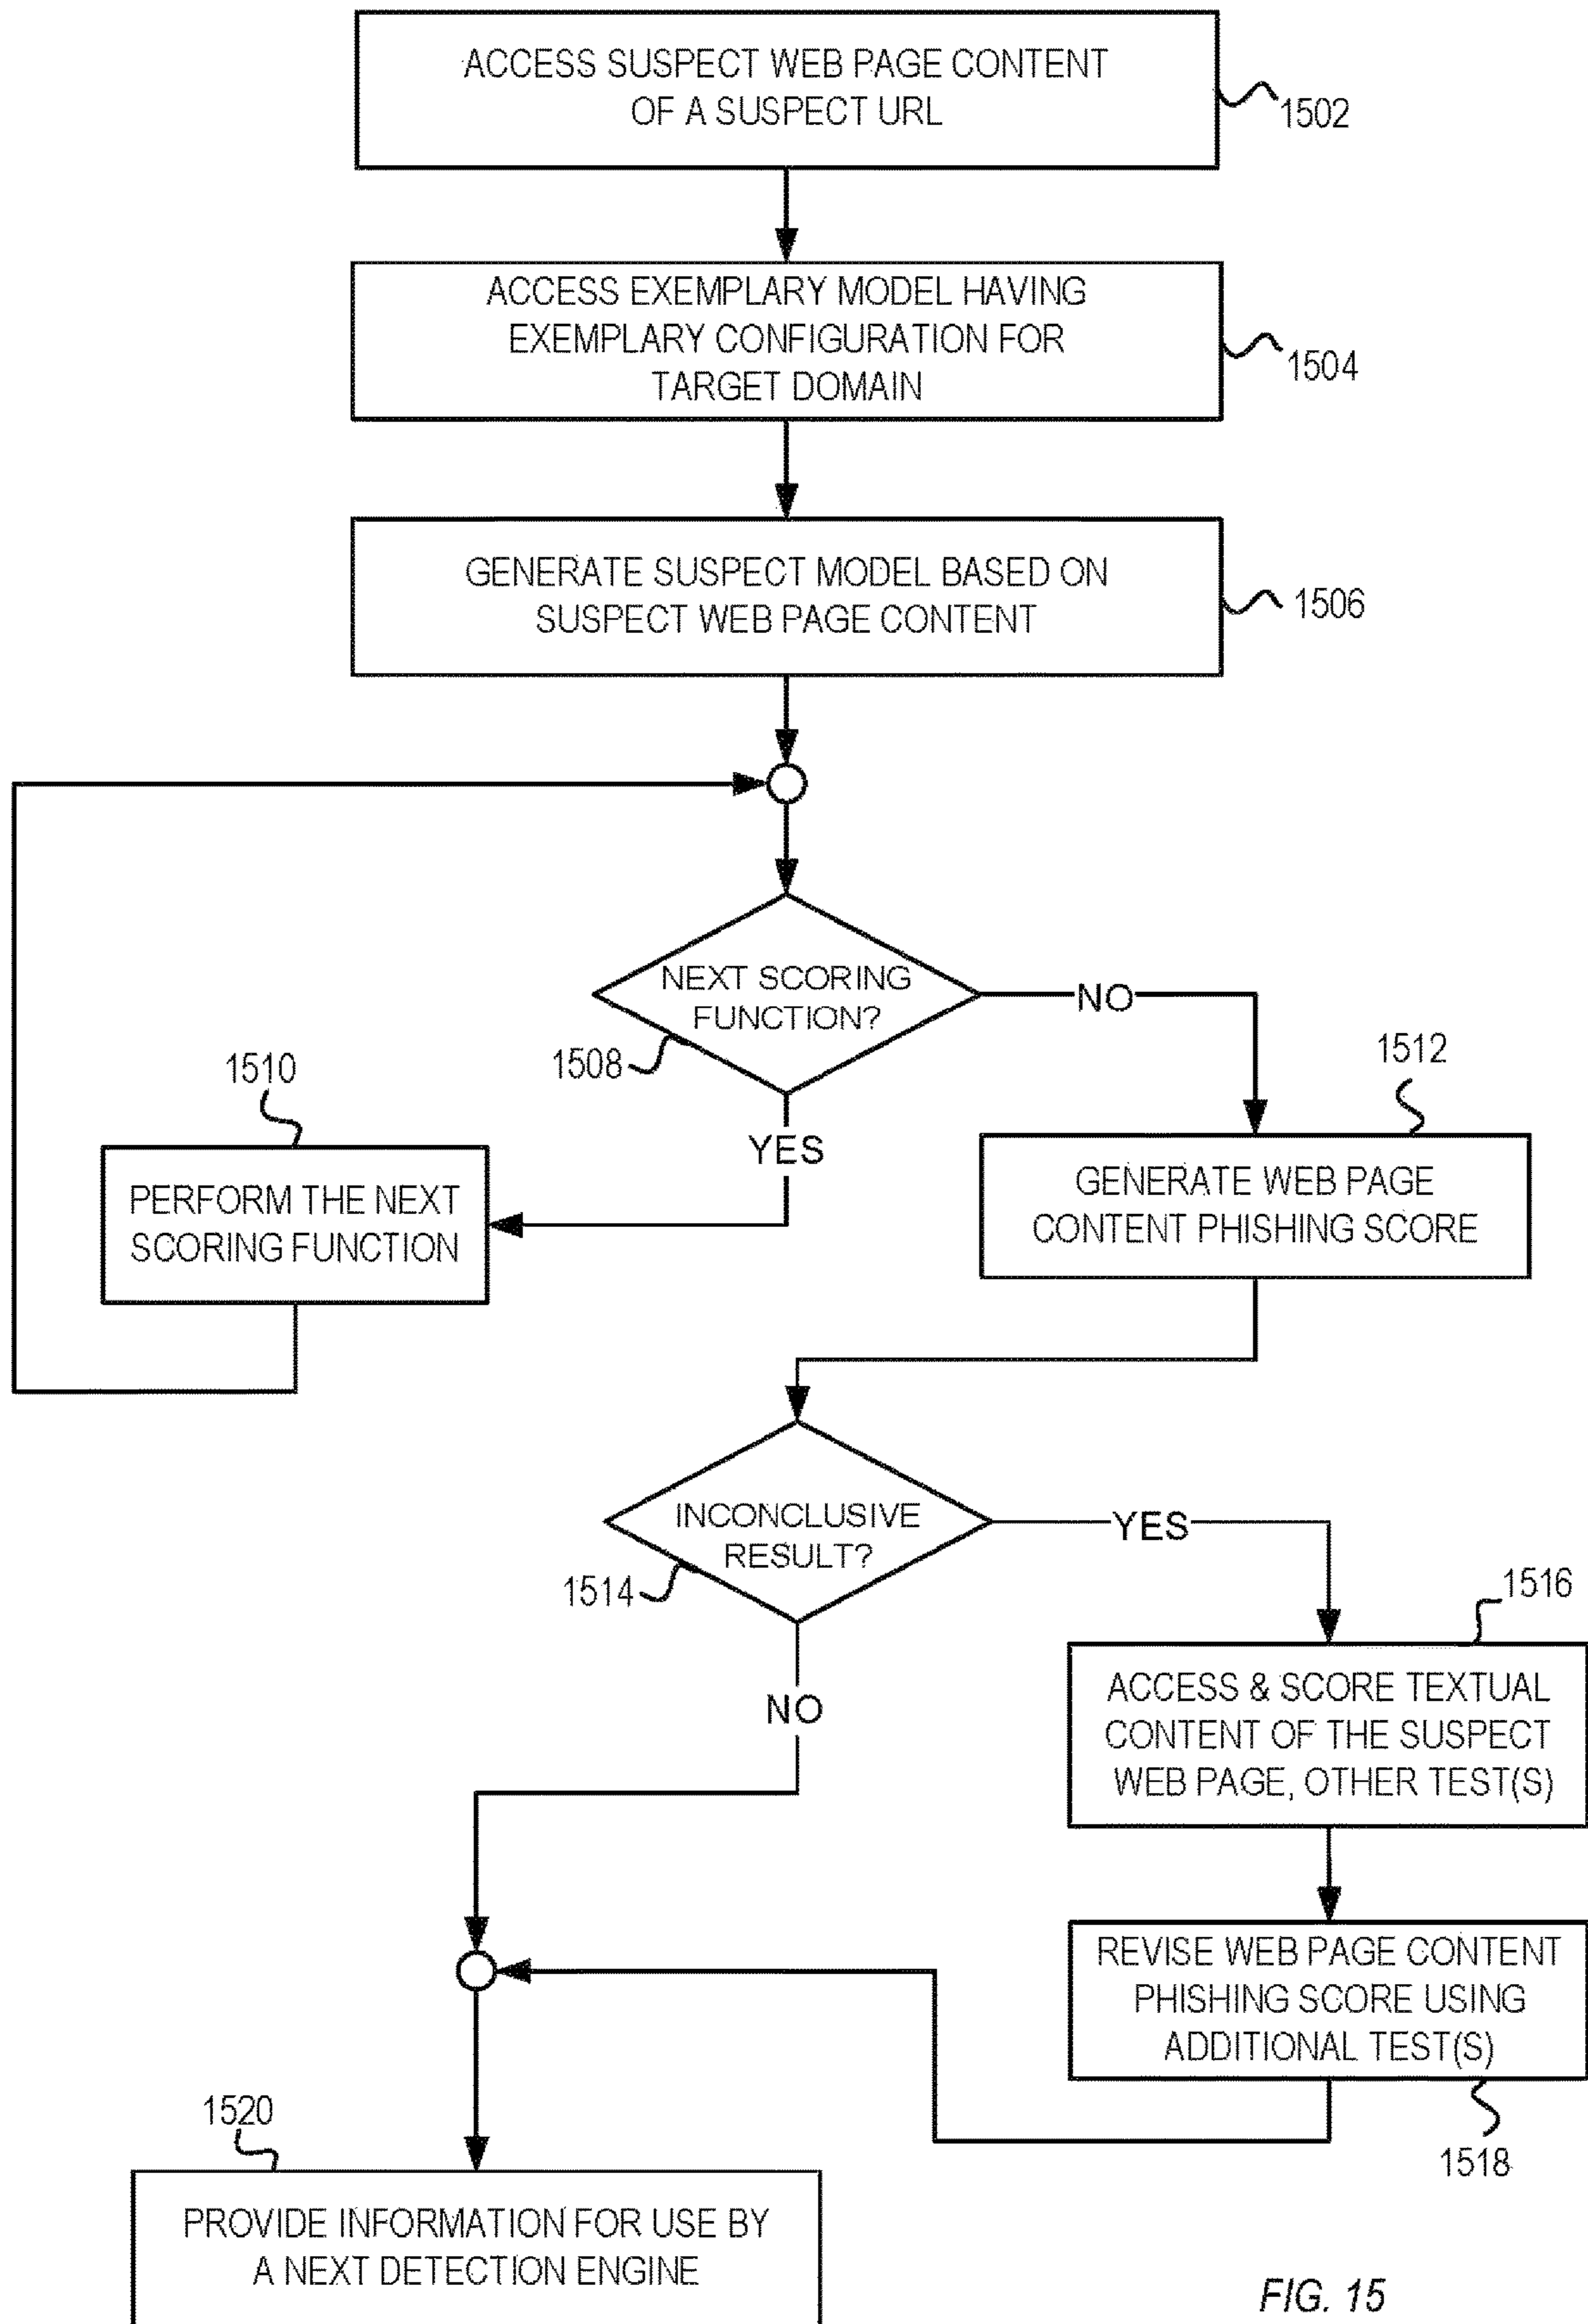 ACCESS SUSPECT WEB PAGE CONTENT
OF A SUSPECT URL
1502
ACCESS EXEMPLARY MODEL HAVING
EXEMPLARY CONFIGURATION FOR
TARGET DOMAIN
1504
GENERATE SUSPECT MODEL BASED ON
SUSPECT WEB PAGE CONTENT
1506
NEXT SCORING
FUNCTION?
1508
NO
YES
1510
PERFORM THE NEXT
SCORING FUNCTION
1512
GENERATE WEB PAGE
CONTENT PHISHING SCORE
INCONCLUSIVE
RESULT?
1514
YES
NO
1516
ACCESS & SCORE TEXTUAL
CONTENT OF THE SUSPECT
WEB PAGE, OTHER TEST(S)
REVISE WEB PAGE CONTENT
PHISHING SCORE USING
ADDITIONAL TEST(S)
1518
1520
PROVIDE INFORMATION FOR USE BY
A NEXT DETECTION ENGINE
FIG. 15